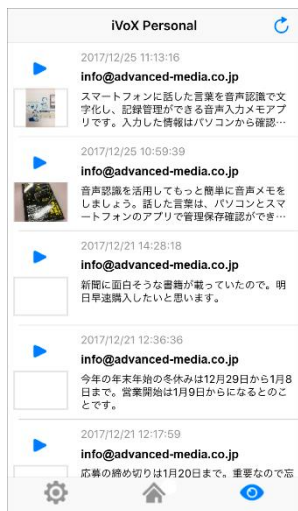 iVoX Personal
2017/12/25 11:13:16
info@advanced-media.co.jp
スマートフォンに話した言葉を音声認識で文
字化し、記録管理ができる音声入力メモアプ
リです。入力した情報はパソコンから確認…
2017/12/25 10:59:39
info@advanced-media.co.jp
音声認識を活用してもっと簡単に音声メモを
しましょう。話した言葉は、パソコンとスマ
ートフォンのアプリで管理保存確認ができ…
2017/12/21 14:28:18
info@advanced-media.co.jp
新聞に面白そうな書籍が載っていたので。明
日早速購入したいと思います。
2017/12/21 12:36:36
info@advanced-media.co.jp
今年の年末年始の冬休みは12月29日から1月8
日まで。営業開始は1月9日からになるとのこ
とです。
2017/12/21 12:17:59
info@advanced-media.co.jp
応募の締め切りは1月20日まで。重要なので忘